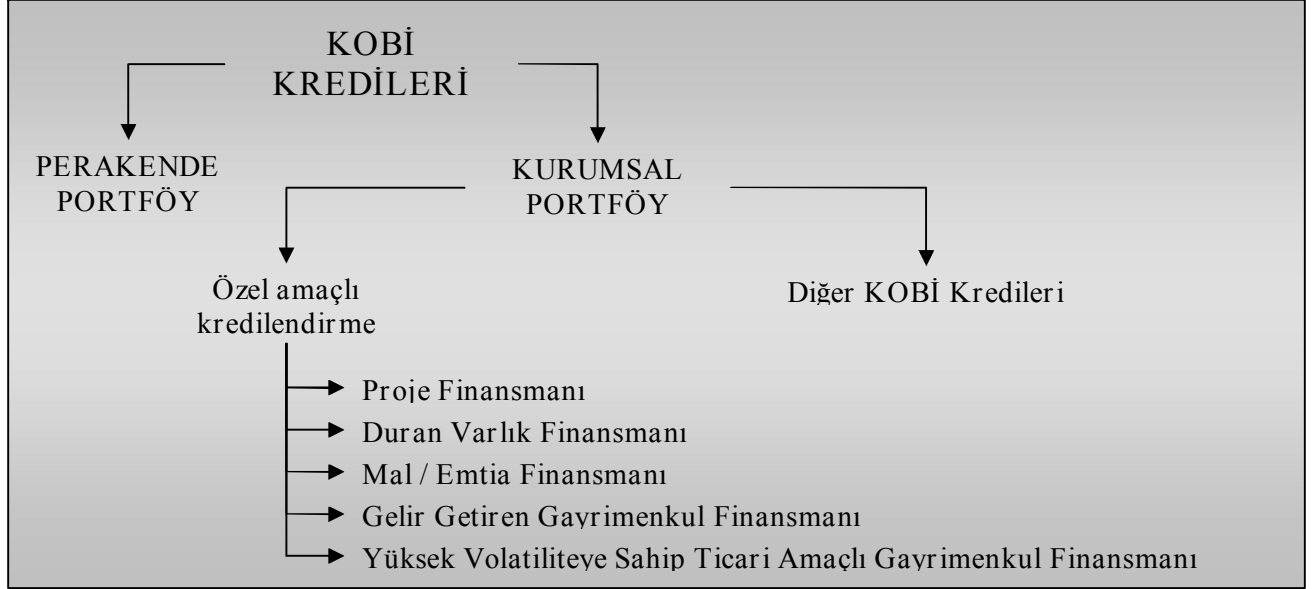 KOBİ
KREDİLERİ
PERAKENDE
PORTFÖY
KURUMSAL
PORTFÖY
Özel amaçlı
kredilendirme
Diğer KOBİ Kredileri
Proje Finansmanı
Duran Varlık Finansmanı
Mal / Emtia Finansmanı
Gelir Getiren Gayrimenkul Finansmanı
Yüksek Volatiliteye Sahip Ticari Amaçlı Gayrimenkul Finansmanı